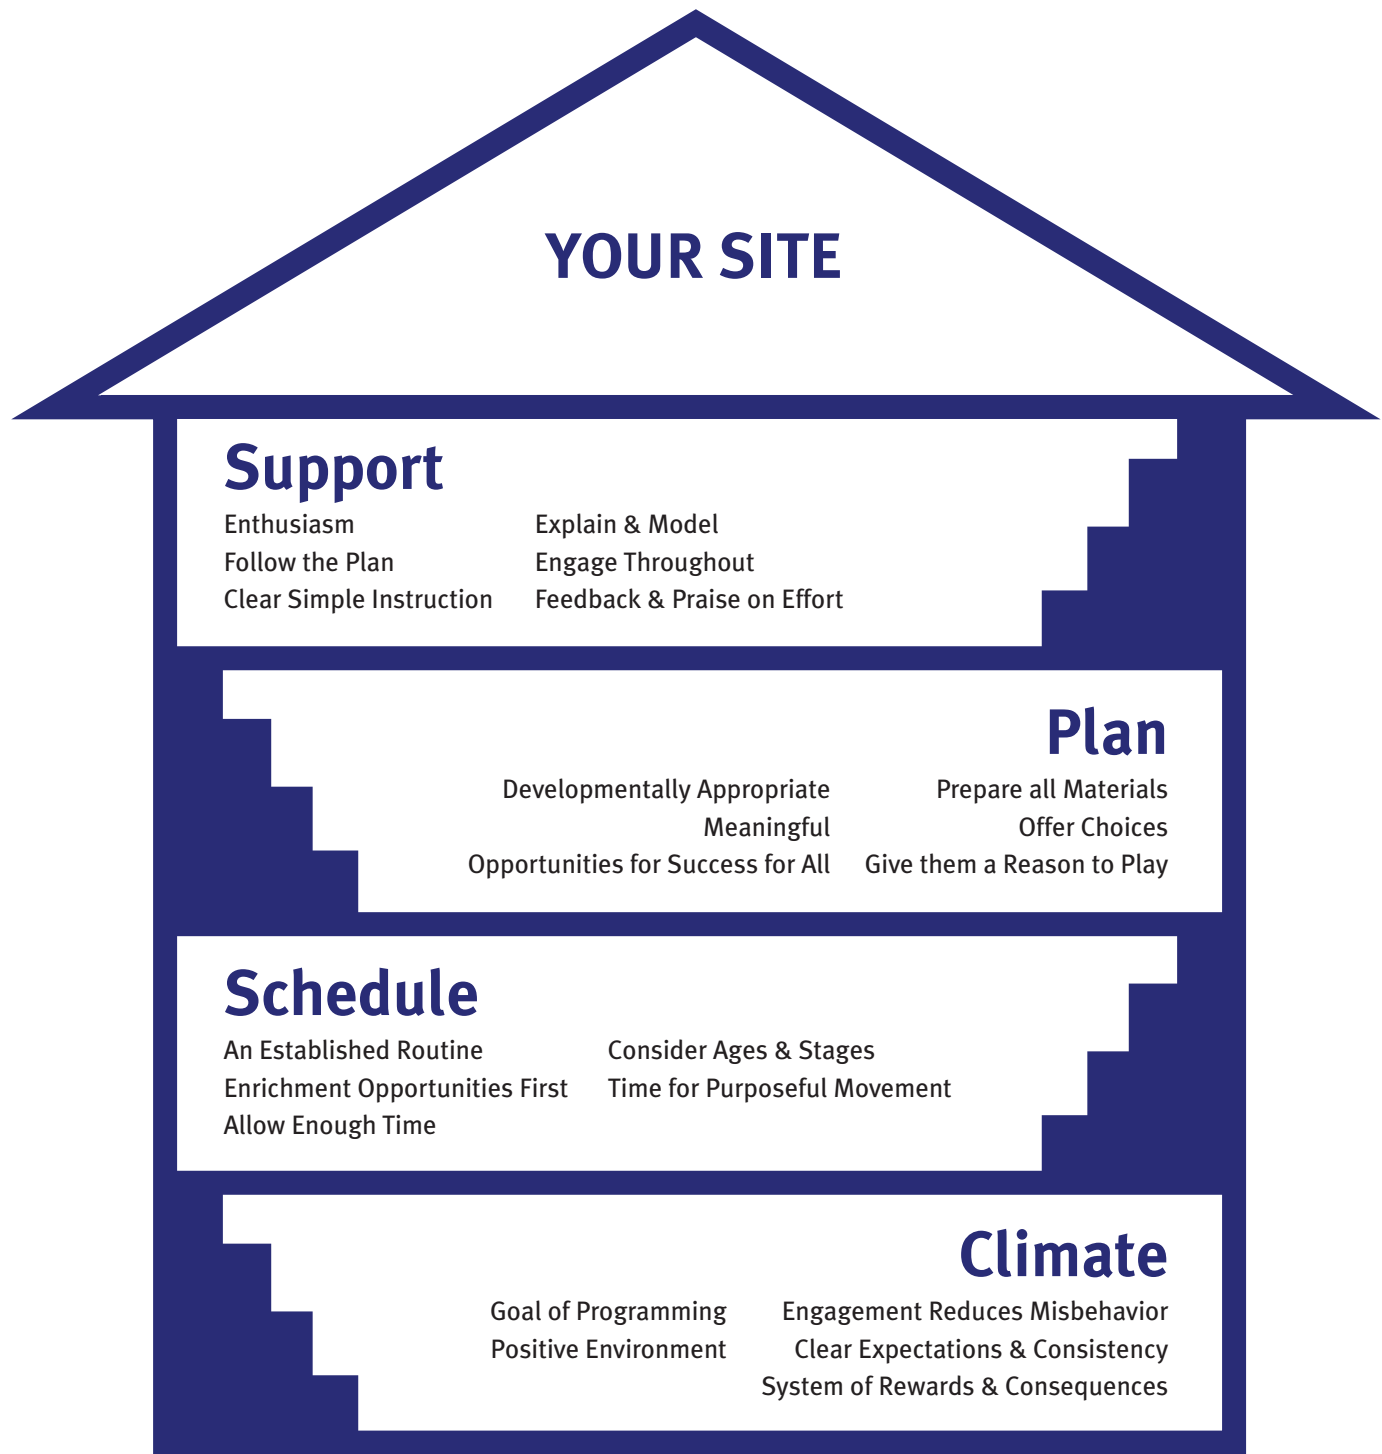 YOUR SITE
Support
Enthusiasm
Follow the Plan
Clear Simple Instruction
Explain & Model
Engage Throughout
Feedback & Praise on Effort
Plan
Developmentally Appropriate
Meaningful
Opportunities for Success for All
Prepare all Materials
Offer Choices
Give them a Reason to Play
Schedule
An Established Routine
Enrichment Opportunities First
Allow Enough Time
Consider Ages & Stages
Time for Purposeful Movement
Climate
Goal of Programming
Positive Environment
Engagement Reduces Misbehavior
Clear Expectations & Consistency
System of Rewards & Consequences